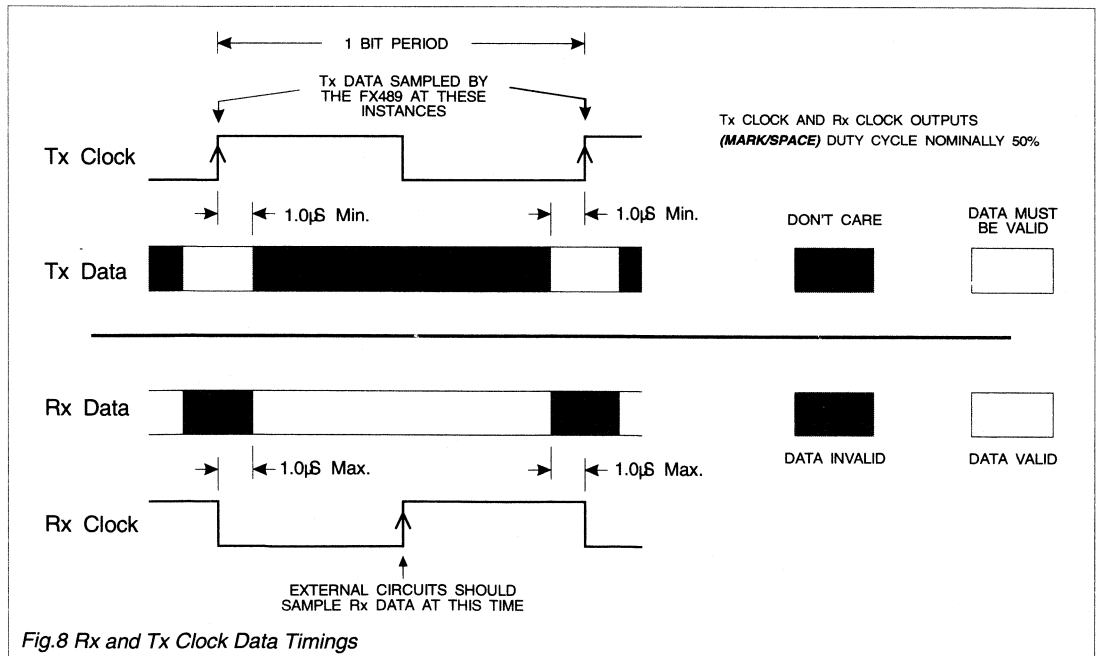 1 BIT PERIOD
Tx DATA SAMPLED BY
THE FX489 AT THESE
INSTANCES
Tx CLOCK AND Rx CLOCK OUTPUTS
(MARK/SPACE) DUTY CYCLE NOMINALLY 50%
Tx Clock
1.0µS Min.
1.0µS Min.
DON'T CARE
DATA MUST
BE VALID
Tx Data
Rx Data
DATA INVALID
DATA VALID
1.0µS Max.
1.0µS Max.
Rx Clock
EXTERNAL CIRCUITS SHOULD
SAMPLE Rx DATA AT THIS TIME
Fig.8 Rx and Tx Clock Data Timings